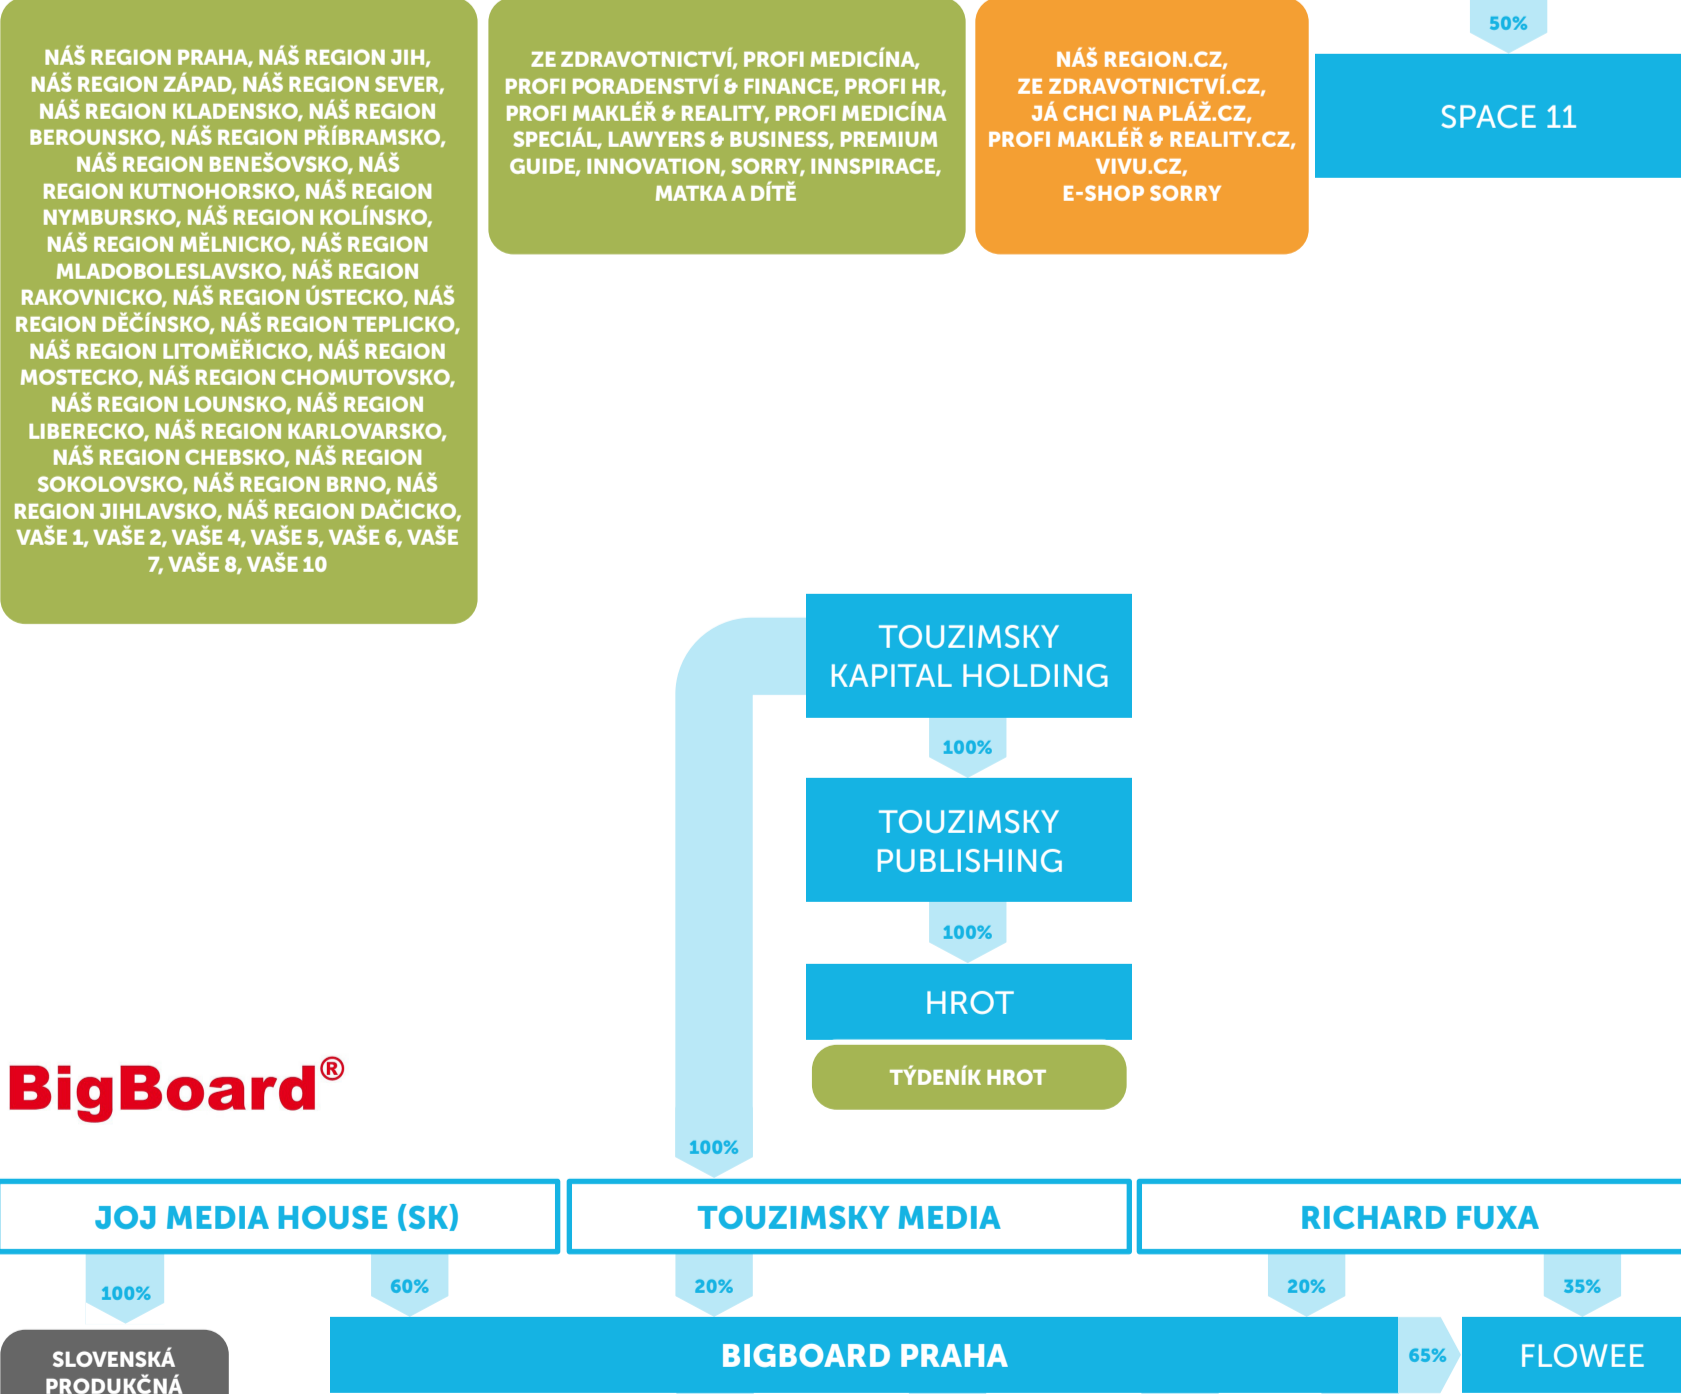 NÁŠ REGION PRAHA, NÁŠ REGION JIH,
NÁŠ REGION ZÁPAD, NÁŠ REGION SEVER,
NÁŠ REGION KLADENSKO, NÁŠ REGION
BEROUNSKO, NÁŠ REGION PŘÍBRAMSKO,
NÁŠ REGION BENEŠOVSKO, NÁŠ
REGION KUTNOHORSKO, NÁŠ REGION
NYMBURSKO, NÁŠ REGION KOLÍNSKO,
NÁŠ REGION MĚLNICKO, NÁŠ REGION
MLADOBOLESLAVSKO, NÁŠ REGION
RAKOVNICKO, NÁŠ REGION ÚSTECKO, NÁŠ
REGION DĚČÍNSKO, NÁŠ REGION TEPLICKO,
NÁŠ REGION LITOMĚŘICKO, NÁŠ REGION
MOSTECKO, NÁŠ REGION CHOMUTOVSKO,
NÁŠ REGION LOUNSKO, NÁŠ REGION
LIBERECKO, NÁŠ REGION KARLOVARSKO,
NÁŠ REGION CHEBSKO, NÁŠ REGION
SOKOLOVSKO, NÁŠ REGION BRNO, NÁŠ
REGION JIHLAVSKO, NÁŠ REGION DAČICKO,
VAŠE 1, VAŠE 2, VAŠE 4, VAŠE 5, VAŠE 6, VAŠE
7, VAŠE 8, VAŠE 10
ZE ZDRAVOTNICTVÍ, PROFI MEDICÍNA,
PROFI PORADENSTVÍ & FINANCE, PROFI HR,
PROFI MAKLÉŘ & REALITY, PROFI MEDICÍNA
SPECIÁL, LAWYERS & BUSINESS, PREMIUM
GUIDE, INNOVATION, SORRY, INNSPIRACE,
MATKA A DÍTĚ
NÁŠ REGION.CZ,
ZE ZDRAVOTNICTVÍ.CZ,
JÁ CHCI NA PLÁŽ.CZ,
PROFI MAKLÉŘ & REALITY.CZ,
VIVU.CZ,
E-SHOP SORRY
50%
SPACE 11
TOUZIMSKY
KAPITAL HOLDING
100%
TOUZIMSKY
PUBLISHING
100%
HROT
TÝDENÍK HROT
BigBoard®
100%
JOJ MEDIA HOUSE (SK)
TOUZIMSKY MEDIA
RICHARD FUXA
100%
60%
20%
20%
35%
SLOVENSKÁ
PRODUKČNÁ
BIGBOARD PRAHA
65%
FLOWEE